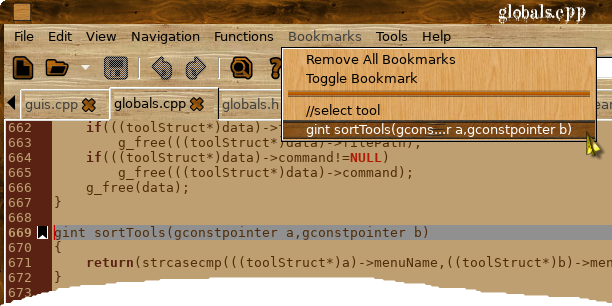 globals.cpp
File Edit View Navigation Functions Bookmarks Tools Help
Remove All Bookmarks
Toggle Bookmark
//select tool
gint sortTools(gcons...r a,gconstpointer b)
guis.cpp globals.cpp globals.h
662 if(((toolStruct*)data)->
663 g_free(((toolStruct*)data)->filePath);
664 if(((toolStruct*)data)->command!=NULL)
665 g_free(((toolStruct*)data)->command);
666 g_free(data);
667 }
668
669 gint sortTools(gconstpointer a,gconstpointer b)
670 {
671 return(strcasecmp(((toolStruct*)a)->menuName,((toolStruct*)b)->men
672 }
673